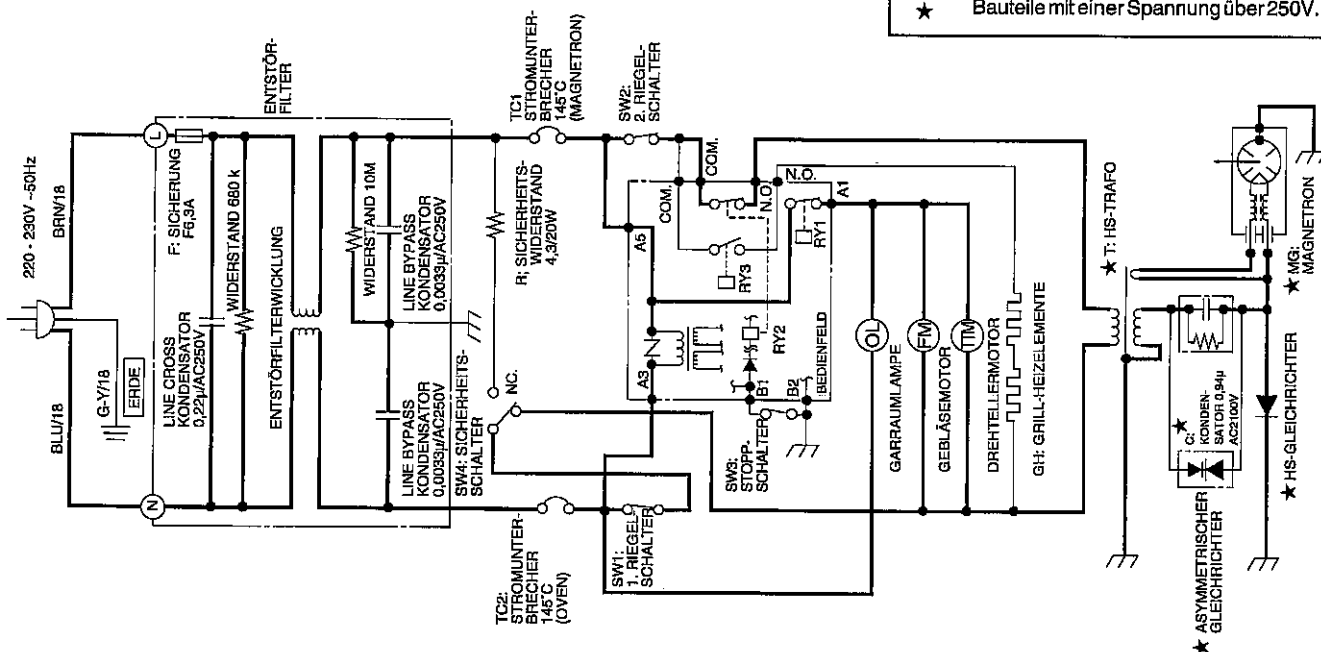 ★ Bauteile mit einer Spannung über 250V.
220 - 230V ~50Hz
BLU/18
BRN/18
G-Y/18
ERDE
N
L
F: SICHERUNG
F6,3A
ENTSTÖR-
FILTER
LINE CROSS
KONDENSATOR
0,22µ/AC250V
WIDERSTAND 680 k
ENTSTÖRFILTERWICKLUNG
WIDERSTAND 10M
LINE BYPASS
KONDENSATOR
0,0033µ/AC250V
LINE BYPASS
KONDENSATOR
0,0033µ/AC250V
SW4: SICHERHEITS-
SCHALTER
NC.
R; SICHERHEITS-
WIDERSTAND
4,3/20W
TC1
STROMUNTER-
BRECHER
145°C
(MAGNETRON)
TC2:
STROMUNTER-
BRECHER
145°C
(OVEN)
SW2:
2. RIEGEL-
SCHALTER
SW1:
1. RIEGEL-
SCHALTER
COM.
COM.
N.O.
N.O.
A5
A3
A1
RY3
RY1
RY2
B1
B2
BEDIENFELD
SW3:
STOPP-
SCHALTER
OL
GARRAUMLAMPE
FM
GEBLÄSEMOTOR
TM
DREHTELLERMOTOR
GH: GRILL-HEIZELEMENTE
★ T: HS-TRAFO
★ MG:
MAGNETRON
★
C:
KONDEN-
SATOR 0,94µ
AC2100V
★ ASYMMETRISCHER
GLEICHRICHTER
★ HS-GLEICHRICHTER